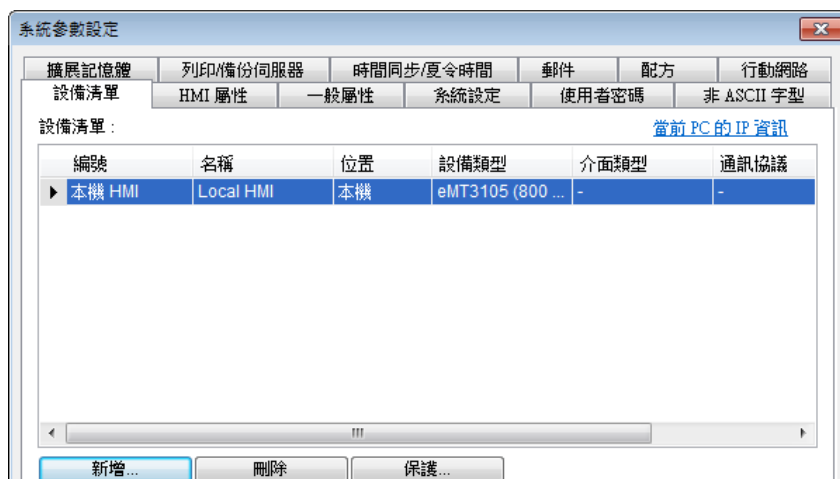 系統參數設定
擴展記憶體 列印/備份伺服器 時間同步/夏令時間 郵件 配方 行動網路
設備清單 HMI 屬性 一般屬性 系統設定 使用者密碼 非 ASCII 字型
設備清單 : 當前 PC 的 IP 資訊
編號 名稱 位置 設備類型 介面類型 通訊協議
本機 HMI Local HMI 本機 eMT3105 (800 ... - -
新增... 刪除 保護...